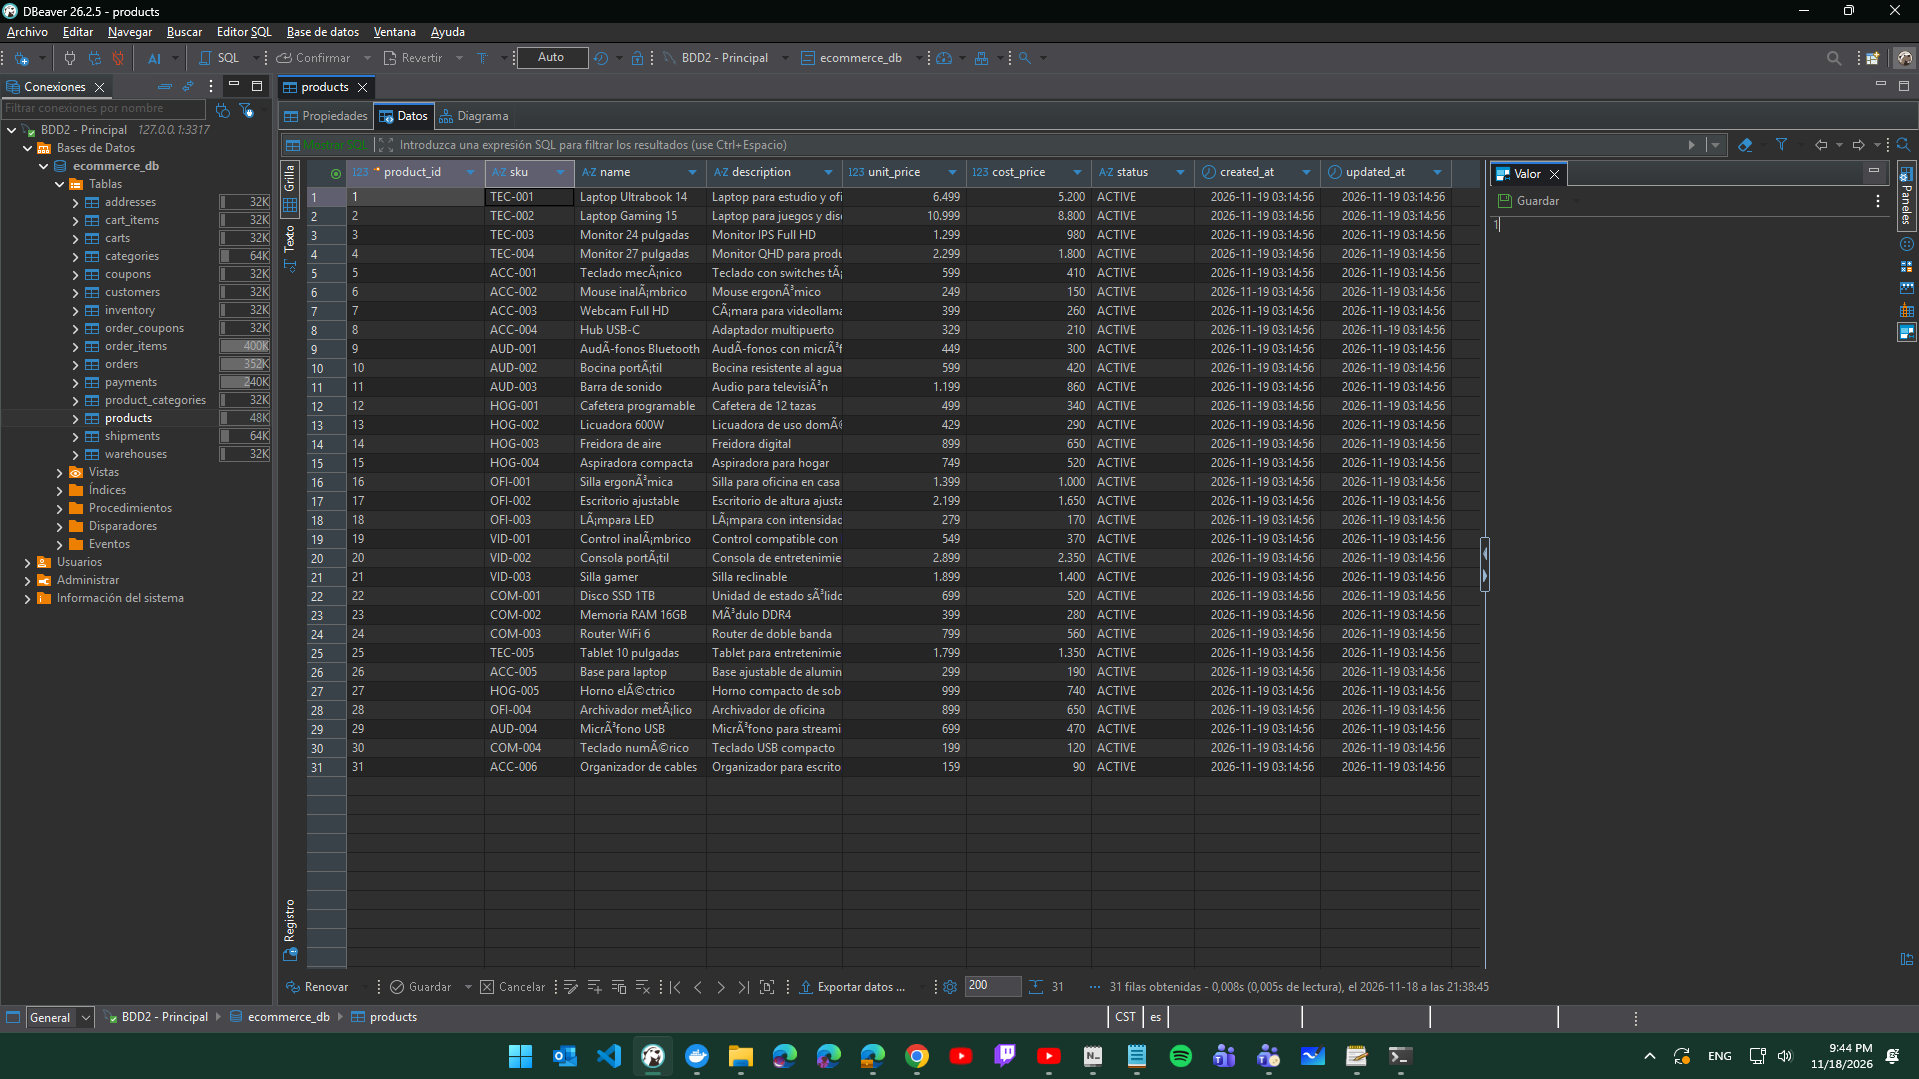 DBeaver 26.2.5 - products
Archivo Editar Navegar Buscar Editor SQL Base de datos Ventana Ayuda
AI SQL Confirmar Revertir Auto BDD2 - Principal ecommerce_db
Conexiones
Filtrar conexiones por nombre
BDD2 - Principal 127.0.0.1:3317
Bases de Datos
ecommerce_db
Tablas
addresses 32K
cart_items 32K
carts 32K
categories 64K
coupons 32K
customers 32K
inventory 32K
order_coupons 32K
order_items 400K
orders 352K
payments 240K
product_categories 32K
products 48K
shipments 64K
warehouses 32K
Vistas
Índices
Procedimientos
Disparadores
Eventos
Usuarios
Administrar
Información del sistema
products
Propiedades Datos Diagrama
Mostrar SQL Introduzca una expresión SQL para filtrar los resultados (use Ctrl+Espacio)
Grilla
Texto
Registro
123 product_id A-Z sku A-Z name A-Z description 123 unit_price 123 cost_price A-Z status created_at updated_at
1 1 TEC-001 Laptop Ultrabook 14 Laptop para estudio y ofi 6.499 5.200 ACTIVE 2026-11-19 03:14:56 2026-11-19 03:14:56
2 2 TEC-002 Laptop Gaming 15 Laptop para juegos y dise 10.999 8.800 ACTIVE 2026-11-19 03:14:56 2026-11-19 03:14:56
3 3 TEC-003 Monitor 24 pulgadas Monitor IPS Full HD 1.299 980 ACTIVE 2026-11-19 03:14:56 2026-11-19 03:14:56
4 4 TEC-004 Monitor 27 pulgadas Monitor QHD para produ 2.299 1.800 ACTIVE 2026-11-19 03:14:56 2026-11-19 03:14:56
5 5 ACC-001 Teclado mecÃ¡nico Teclado con switches tÃ¡ 599 410 ACTIVE 2026-11-19 03:14:56 2026-11-19 03:14:56
6 6 ACC-002 Mouse inalÃ¡mbrico Mouse ergonÃ³mico 249 150 ACTIVE 2026-11-19 03:14:56 2026-11-19 03:14:56
7 7 ACC-003 Webcam Full HD CÃ¡mara para videollama 399 260 ACTIVE 2026-11-19 03:14:56 2026-11-19 03:14:56
8 8 ACC-004 Hub USB-C Adaptador multipuerto 329 210 ACTIVE 2026-11-19 03:14:56 2026-11-19 03:14:56
9 9 AUD-001 AudÃ-fonos Bluetooth AudÃ-fonos con micrÃ³f 449 300 ACTIVE 2026-11-19 03:14:56 2026-11-19 03:14:56
10 10 AUD-002 Bocina portÃ¡til Bocina resistente al agua 599 420 ACTIVE 2026-11-19 03:14:56 2026-11-19 03:14:56
11 11 AUD-003 Barra de sonido Audio para televisiÃ³n 1.199 860 ACTIVE 2026-11-19 03:14:56 2026-11-19 03:14:56
12 12 HOG-001 Cafetera programable Cafetera de 12 tazas 499 340 ACTIVE 2026-11-19 03:14:56 2026-11-19 03:14:56
13 13 HOG-002 Licuadora 600W Licuadora de uso domÃ© 429 290 ACTIVE 2026-11-19 03:14:56 2026-11-19 03:14:56
14 14 HOG-003 Freidora de aire Freidora digital 899 650 ACTIVE 2026-11-19 03:14:56 2026-11-19 03:14:56
15 15 HOG-004 Aspiradora compacta Aspiradora para hogar 749 520 ACTIVE 2026-11-19 03:14:56 2026-11-19 03:14:56
16 16 OFI-001 Silla ergonÃ³mica Silla para oficina en casa 1.399 1.000 ACTIVE 2026-11-19 03:14:56 2026-11-19 03:14:56
17 17 OFI-002 Escritorio ajustable Escritorio de altura ajusta 2.199 1.650 ACTIVE 2026-11-19 03:14:56 2026-11-19 03:14:56
18 18 OFI-003 LÃ¡mpara LED LÃ¡mpara con intensidad 279 170 ACTIVE 2026-11-19 03:14:56 2026-11-19 03:14:56
19 19 VID-001 Control inalÃ¡mbrico Control compatible con 549 370 ACTIVE 2026-11-19 03:14:56 2026-11-19 03:14:56
20 20 VID-002 Consola portÃ¡til Consola de entretenimie 2.899 2.350 ACTIVE 2026-11-19 03:14:56 2026-11-19 03:14:56
21 21 VID-003 Silla gamer Silla reclinable 1.899 1.400 ACTIVE 2026-11-19 03:14:56 2026-11-19 03:14:56
22 22 COM-001 Disco SSD 1TB Unidad de estado sÃ³lido 699 520 ACTIVE 2026-11-19 03:14:56 2026-11-19 03:14:56
23 23 COM-002 Memoria RAM 16GB MÃ³dulo DDR4 399 280 ACTIVE 2026-11-19 03:14:56 2026-11-19 03:14:56
24 24 COM-003 Router WiFi 6 Router de doble banda 799 560 ACTIVE 2026-11-19 03:14:56 2026-11-19 03:14:56
25 25 TEC-005 Tablet 10 pulgadas Tablet para entretenimie 1.799 1.350 ACTIVE 2026-11-19 03:14:56 2026-11-19 03:14:56
26 26 ACC-005 Base para laptop Base ajustable de alumin 299 190 ACTIVE 2026-11-19 03:14:56 2026-11-19 03:14:56
27 27 HOG-005 Horno elÃ©ctrico Horno compacto de sob 999 740 ACTIVE 2026-11-19 03:14:56 2026-11-19 03:14:56
28 28 OFI-004 Archivador metÃ¡lico Archivador de oficina 899 650 ACTIVE 2026-11-19 03:14:56 2026-11-19 03:14:56
29 29 AUD-004 MicrÃ³fono USB MicrÃ³fono para streami 699 470 ACTIVE 2026-11-19 03:14:56 2026-11-19 03:14:56
30 30 COM-004 Teclado numÃ©rico Teclado USB compacto 199 120 ACTIVE 2026-11-19 03:14:56 2026-11-19 03:14:56
31 31 ACC-006 Organizador de cables Organizador para escrito 159 90 ACTIVE 2026-11-19 03:14:56 2026-11-19 03:14:56
Valor
Guardar
1
Paneles
Renovar Guardar Cancelar Exportar datos ... 200 31 31 filas obtenidas - 0,008s (0,005s de lectura), el 2026-11-18 a las 21:38:45
General BDD2 - Principal ecommerce_db products CST es
ENG 9:44 PM
11/18/2026